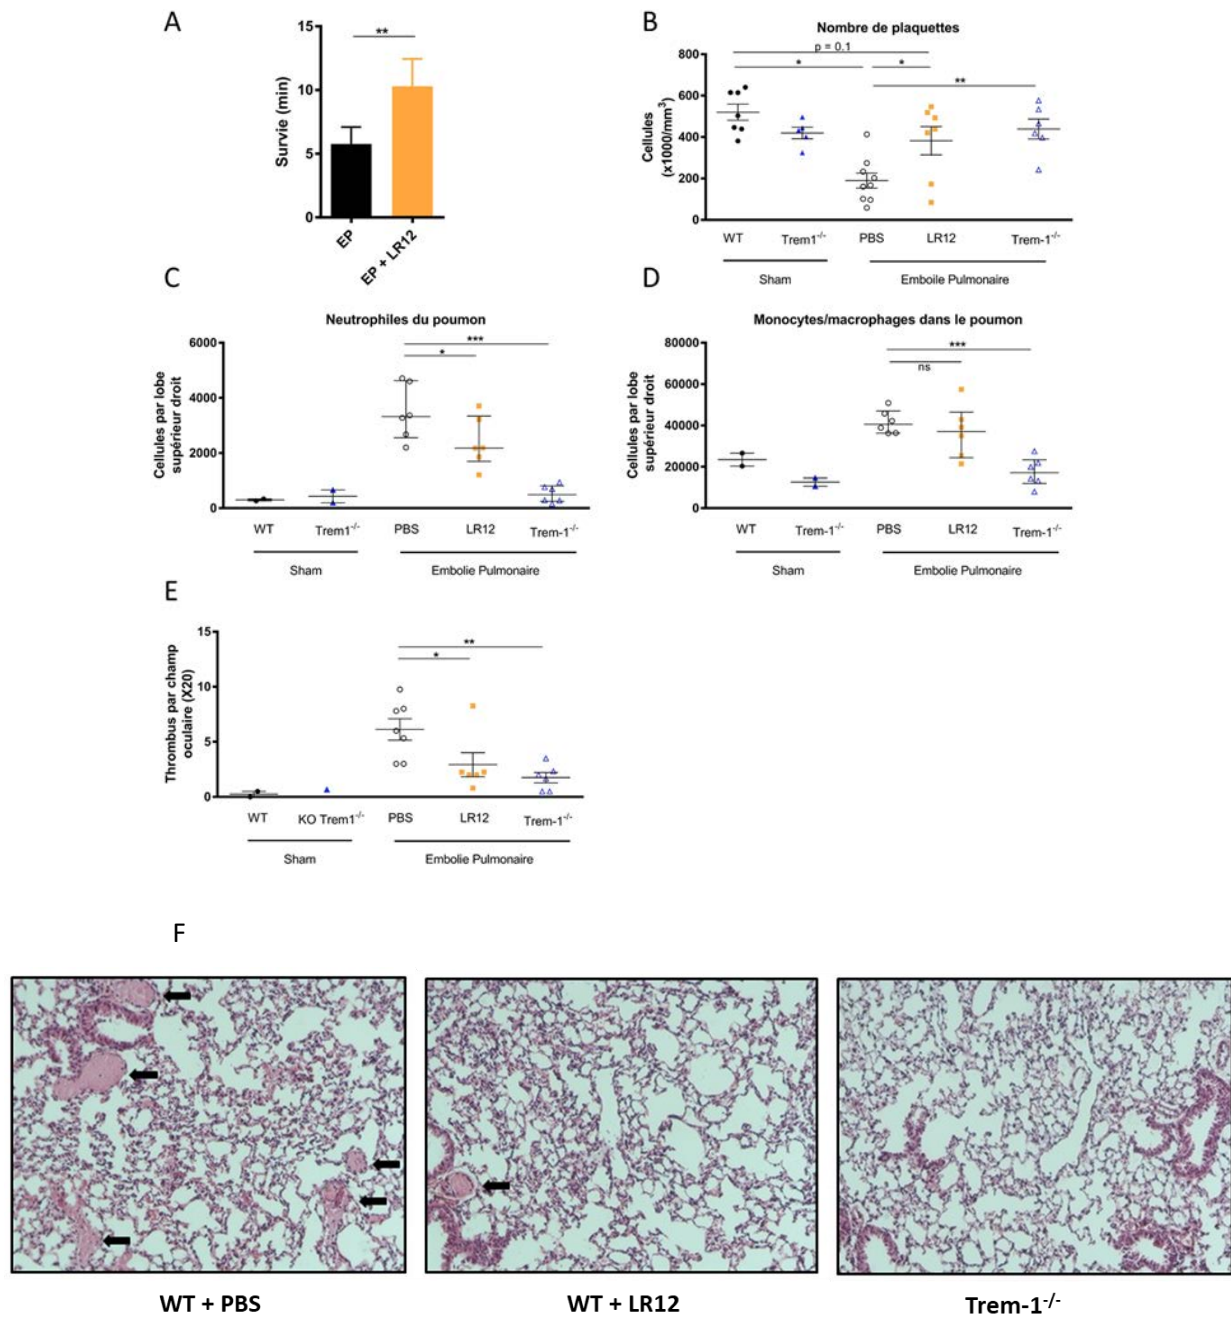 A
Survie (min)
15
10
5
0
**
EP
EP + LR12
B
Nombre de plaquettes
Cellules
(x1000/mm³)
800
600
400
200
0
p = 0.1
*
*
**
WT
Trem1⁻/⁻
PBS
LR12
Trem-1⁻/⁻
Sham
Emboile Pulmonaire
C
Neutrophiles du poumon
Cellules par lobe
supérieur droit
6000
4000
2000
0
***
*
WT
Trem1⁻/⁻
PBS
LR12
Trem-1⁻/⁻
Sham
Embolie Pulmonaire
D
Monocytes/macrophages dans le poumon
Cellules par lobe
supérieur droit
80000
60000
40000
20000
0
***
ns
WT
Trem-1⁻/⁻
PBS
LR12
Trem-1⁻/⁻
Sham
Embolie Pulmonaire
E
Thrombus par champ
oculaire (X20)
15
10
5
0
**
*
WT
KO Trem1⁻/⁻
PBS
LR12
Trem-1⁻/⁻
Sham
Embolie Pulmonaire
F
WT + PBS
WT + LR12
Trem-1⁻/⁻